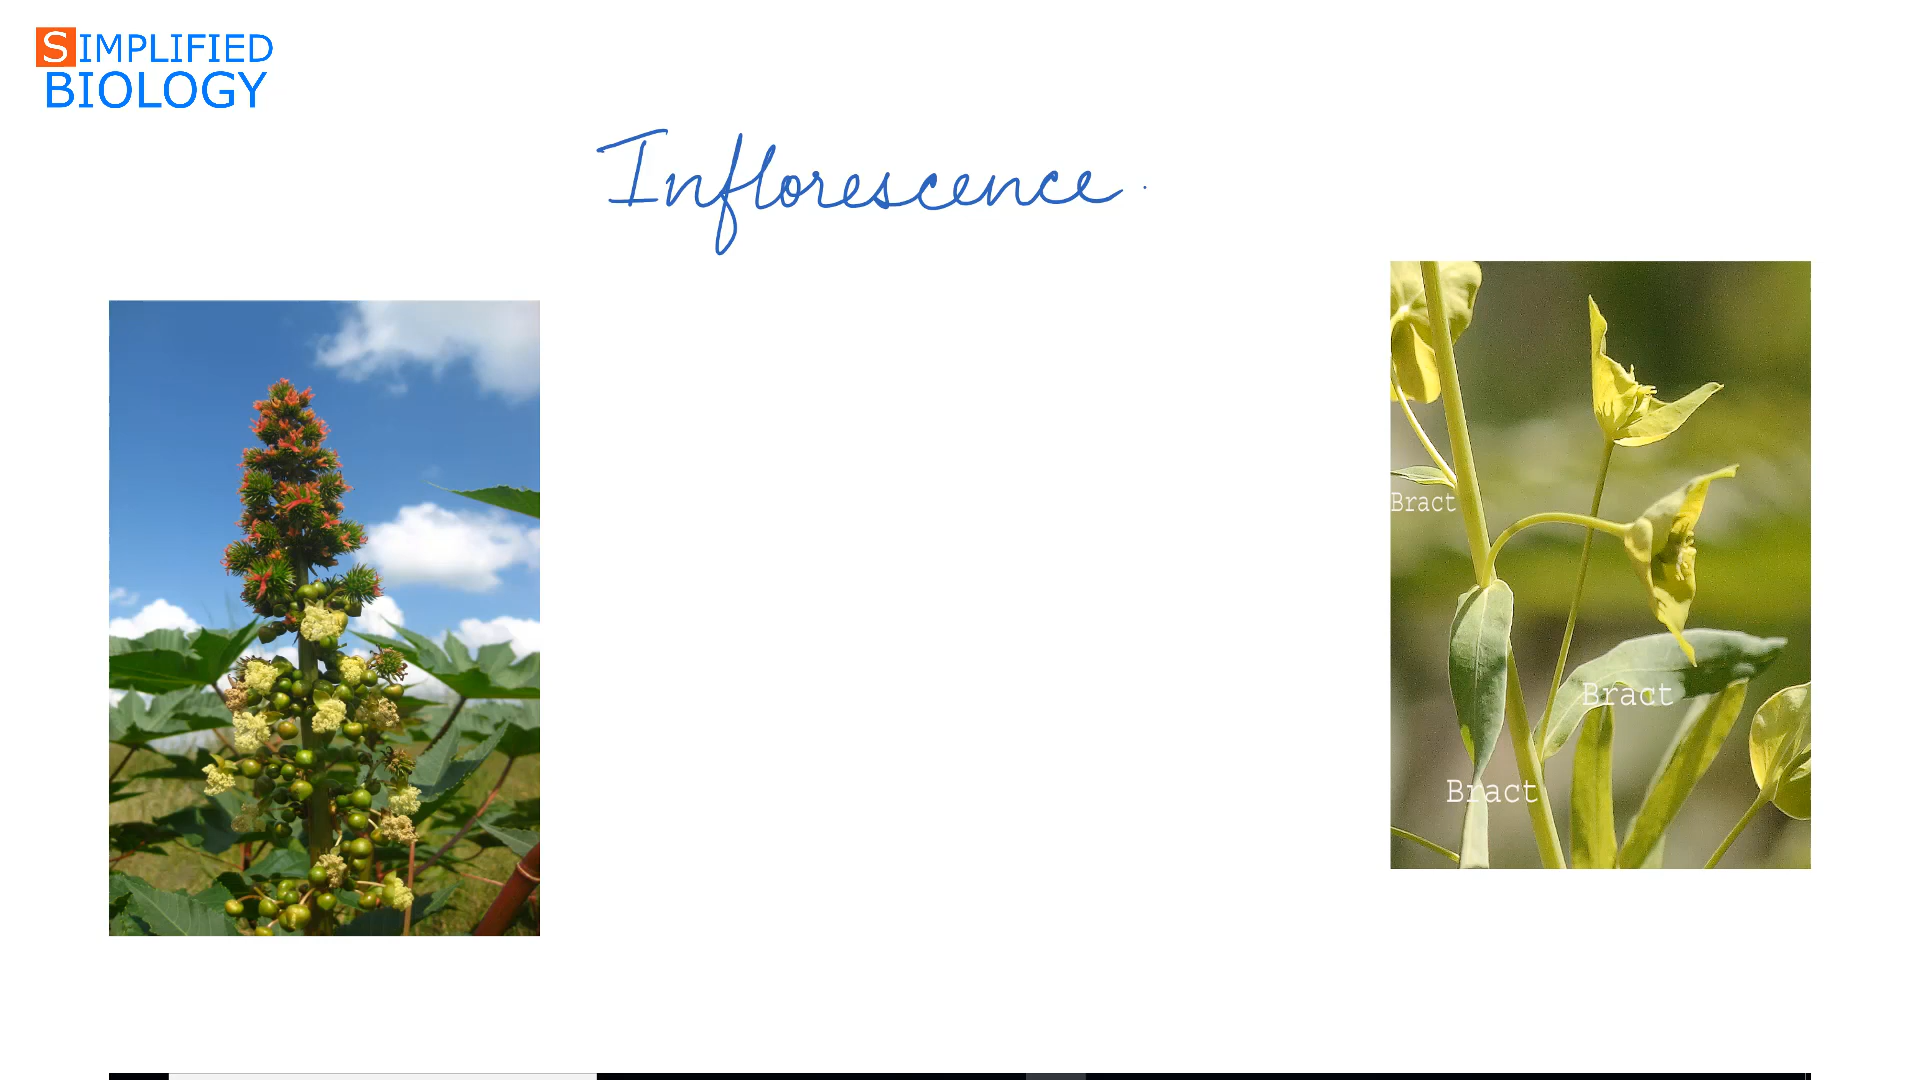 SIMPLIFIED
BIOLOGY
Inflorescence.
Bract
Bract
Bract